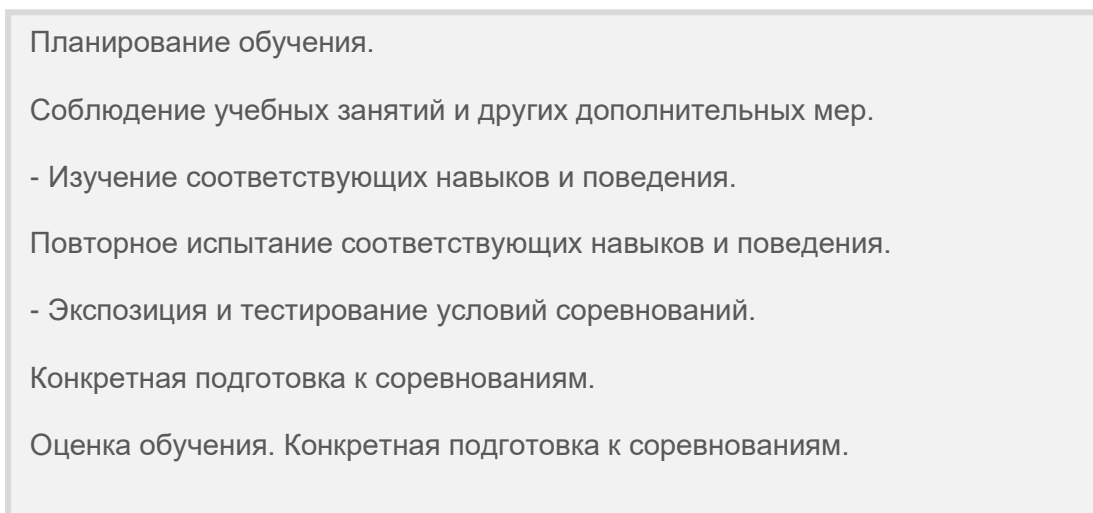 Планирование обучения.
Соблюдение учебных занятий и других дополнительных мер.
- Изучение соответствующих навыков и поведения.
Повторное испытание соответствующих навыков и поведения.
- Экспозиция и тестирование условий соревнований.
Конкретная подготовка к соревнованиям.
Оценка обучения. Конкретная подготовка к соревнованиям.